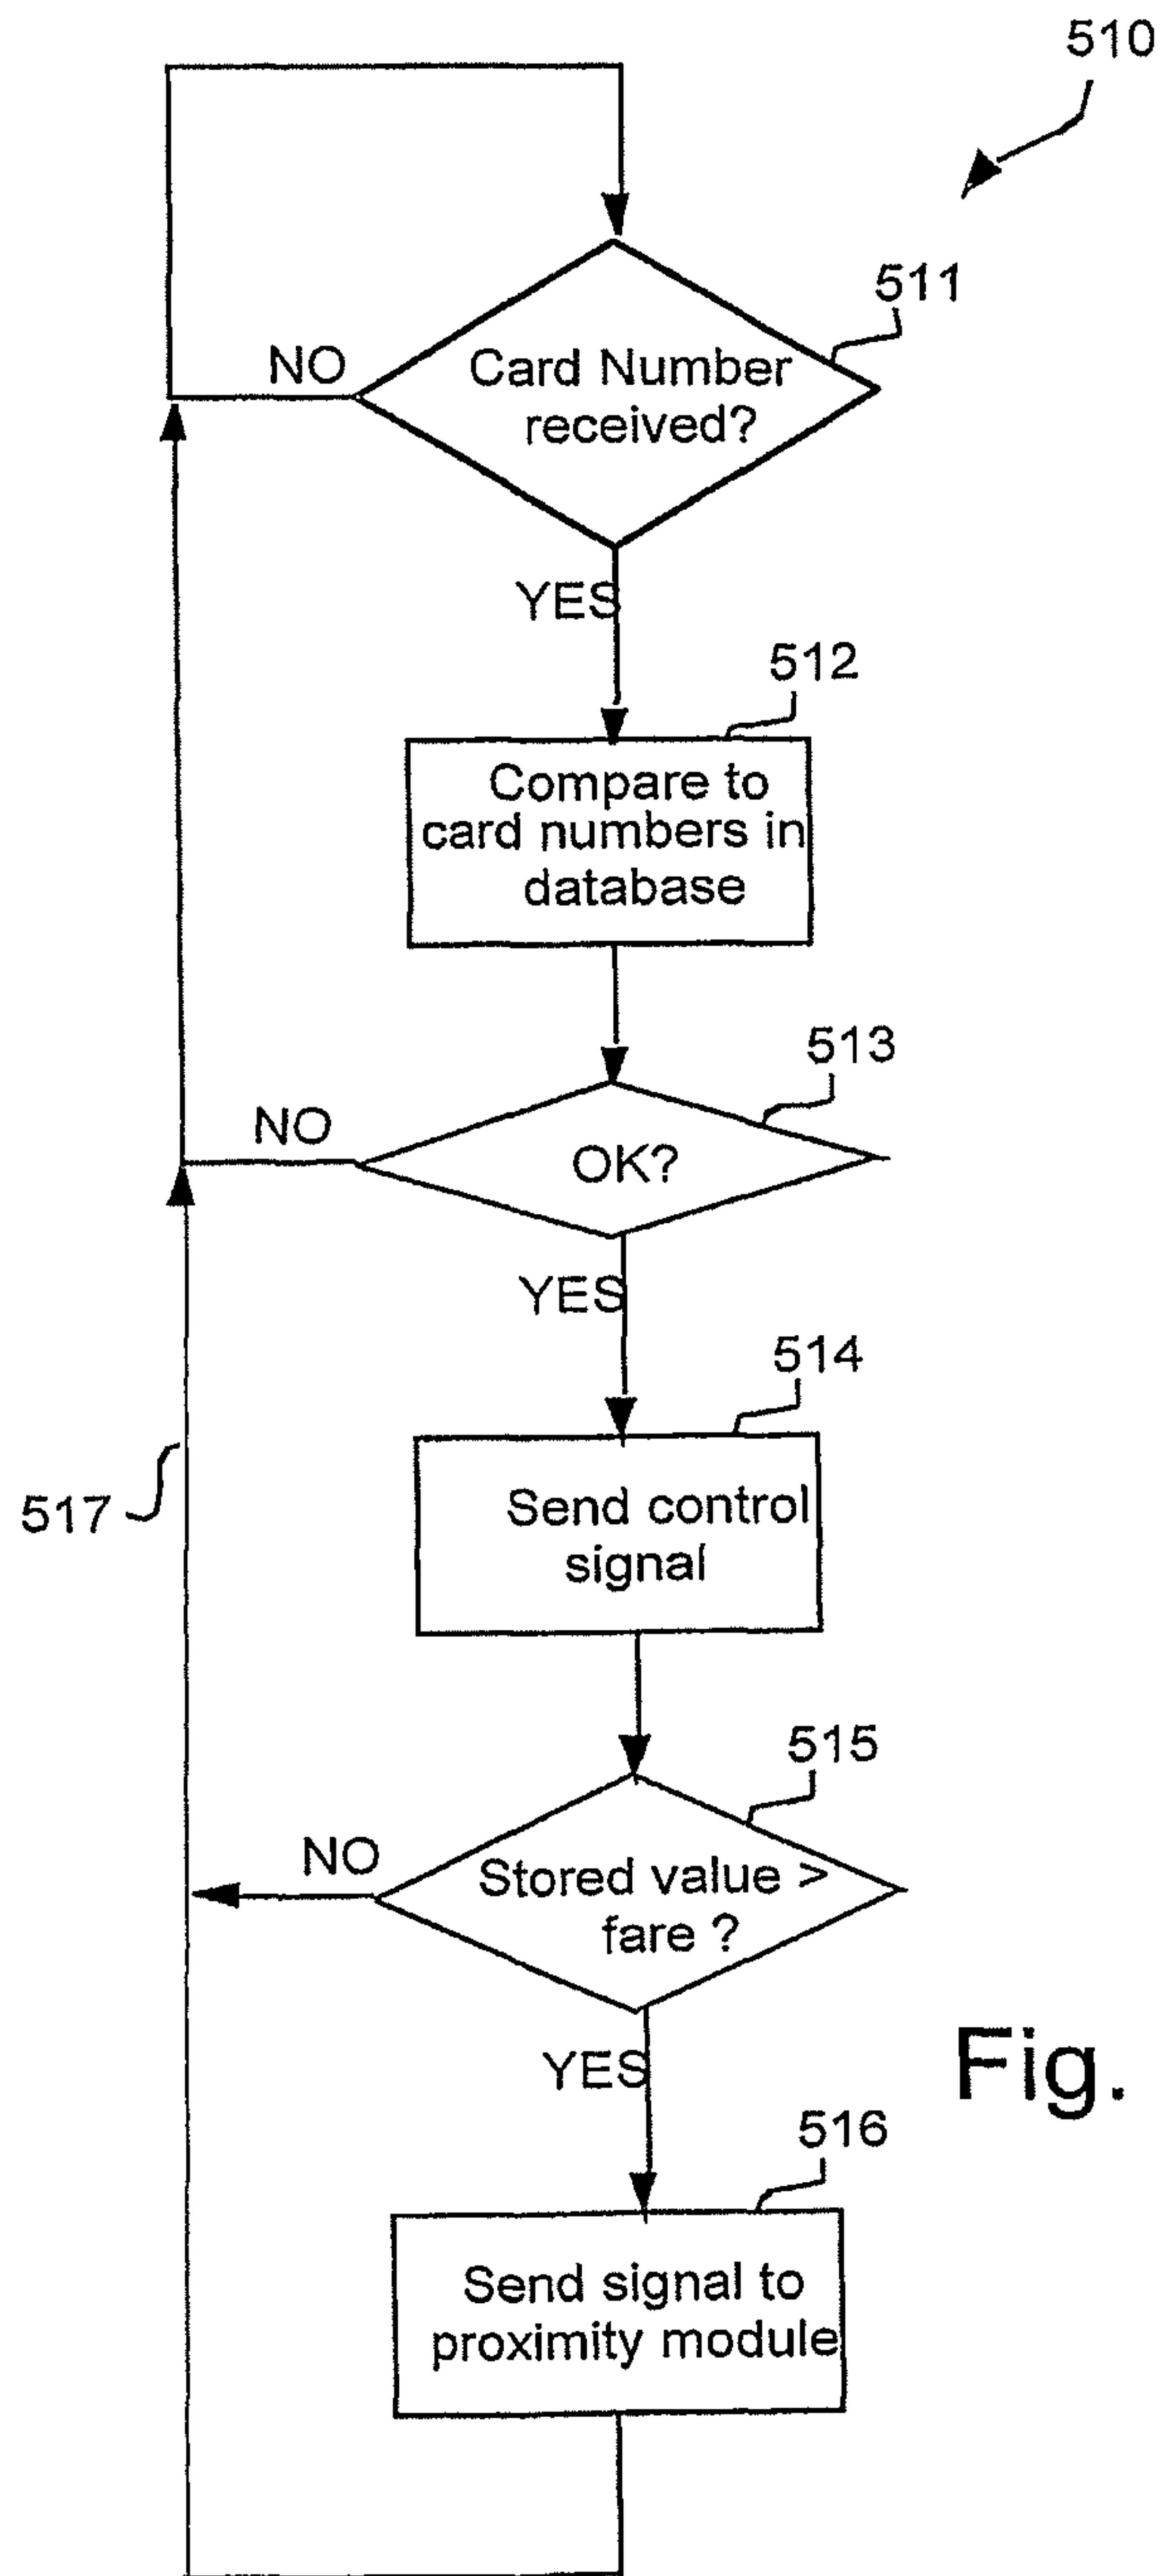 510
511
NO
Card Number
received?
YES
512
Compare to
card numbers in
database
513
NO
OK?
YES
514
Send control
signal
517
515
NO
Stored value >
fare ?
YES
Fig.
516
Send signal to
proximity module